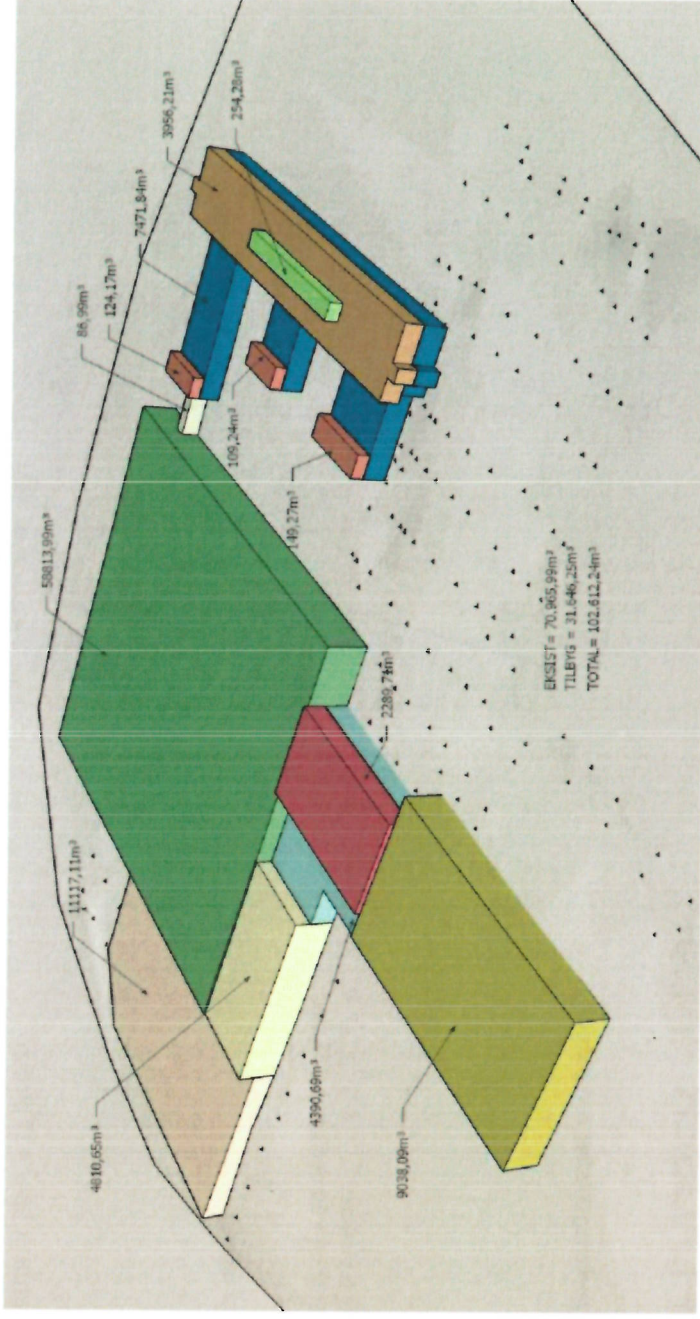 58813,99m³
11117,11m³
86,99m³
4810,65m³
124,17m³
7471,84m³
3956,21m³
109,24m³
254,28m³
149,27m³
4390,69m³
2289,71m³
9038,09m³
EKSIST= 70.965,99m³
TILBYG = 31.646,25m³
TOTAL= 102.612,24m³